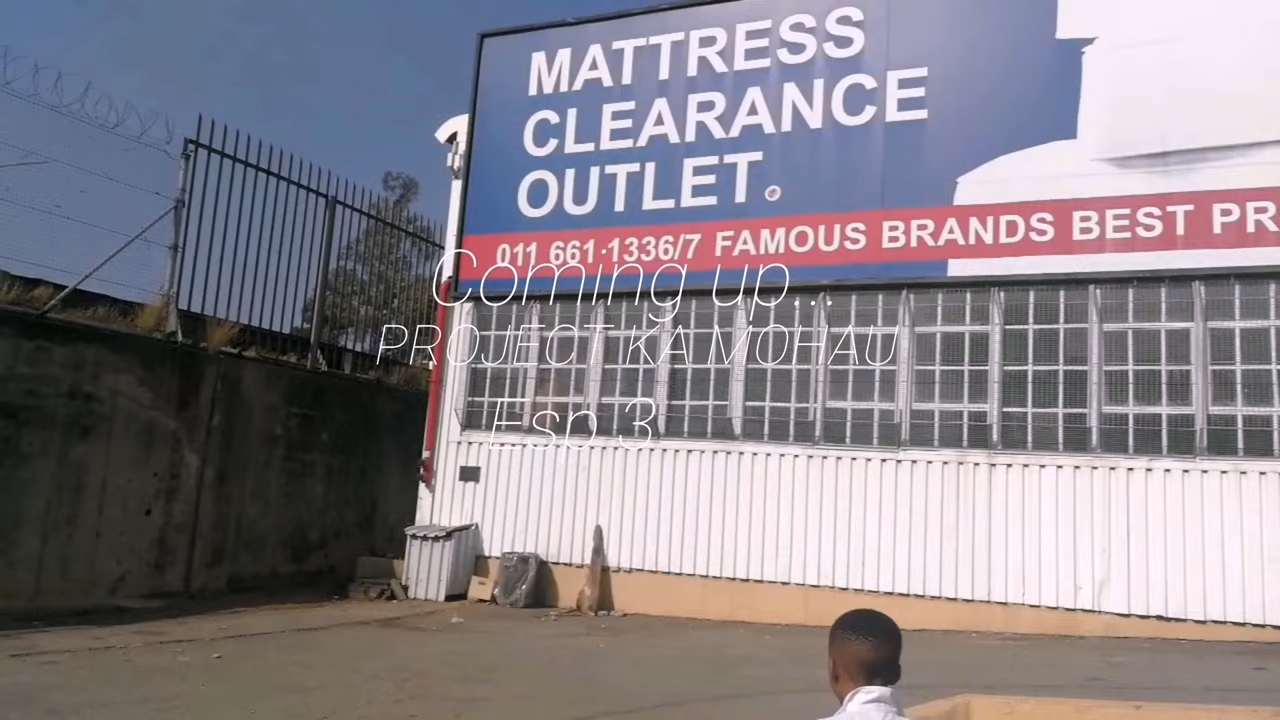 MATTRESS
CLEARANCE
OUTLET.
011 661·1336/7 FAMOUS BRANDS BEST PR
Coming up...
PROJECT KA MOHAU
Esp 3